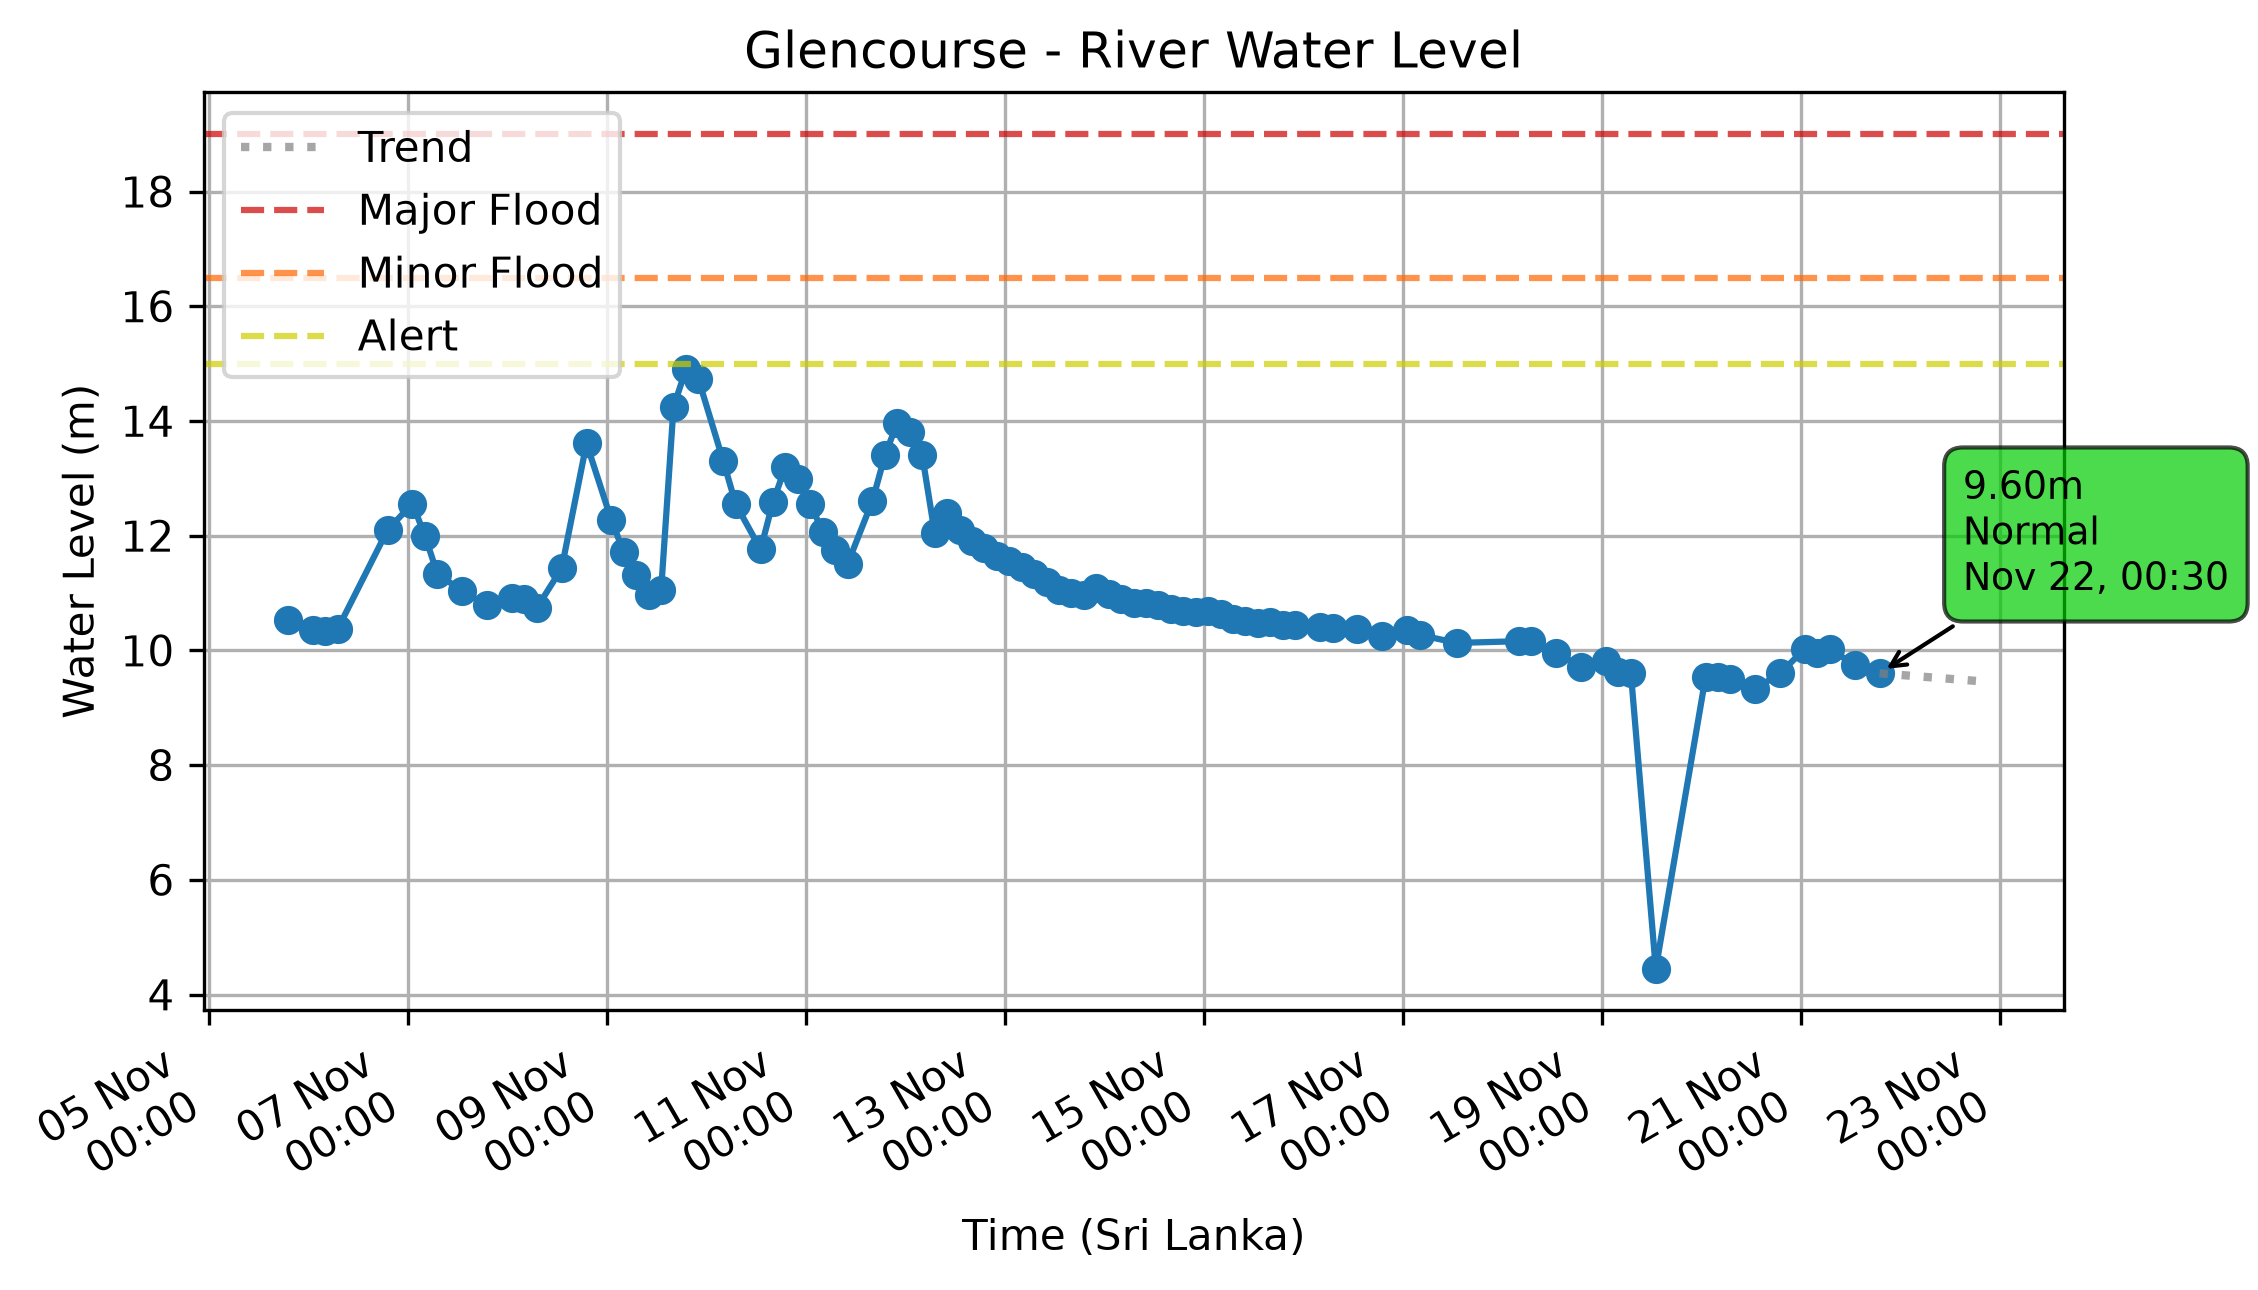 Glencourse - River Water Level
Trend
Major Flood
Minor Flood
Alert
18
16
14
12
10
8
6
4
Water Level (m)
9.60m
Normal
Nov 22, 00:30
05 Nov
00:00
07 Nov
00:00
09 Nov
00:00
11 Nov
00:00
13 Nov
00:00
15 Nov
00:00
17 Nov
00:00
19 Nov
00:00
21 Nov
00:00
23 Nov
00:00
Time (Sri Lanka)